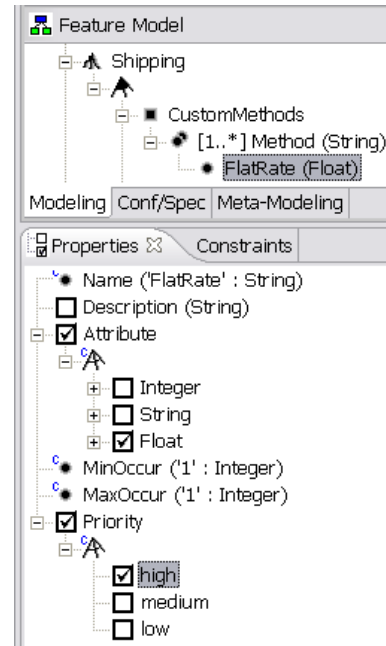 Feature Model
Shipping
CustomMethods
[1..*] Method (String)
FlatRate (Float)
Modeling Conf/Spec Meta-Modeling
Properties Constraints
c Name ('FlatRate' : String)
Description (String)
Attribute
c
Integer
String
Float
c MinOccur ('1' : Integer)
c MaxOccur ('1' : Integer)
Priority
c
high
medium
low